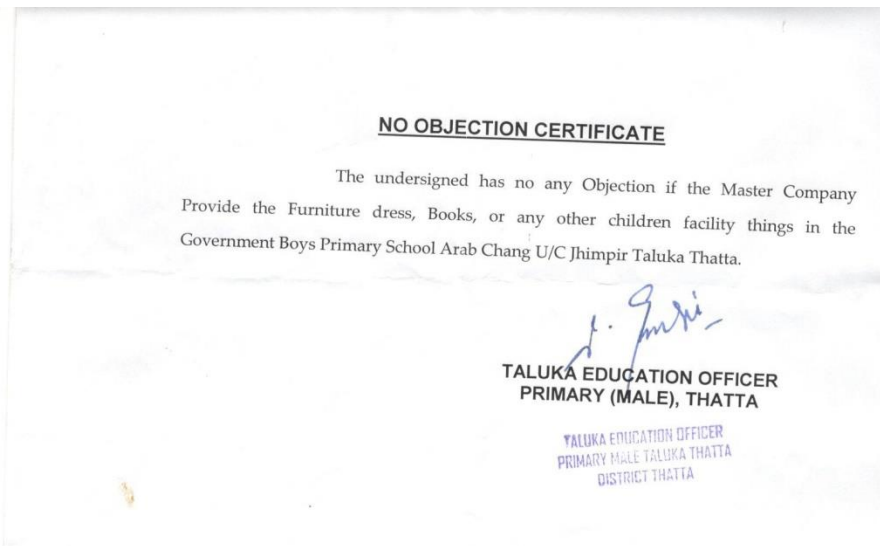 NO OBJECTION CERTIFICATE
The undersigned has no any Objection if the Master Company
Provide the Furniture dress, Books, or any other children facility things in the
Government Boys Primary School Arab Chang U/C Jhimpir Taluka Thatta.
TALUKA EDUCATION OFFICER
PRIMARY (MALE), THATTA
TALUKA EDUCATION OFFICER
PRIMARY MALE TALUKA THATTA
DISTRICT THATTA